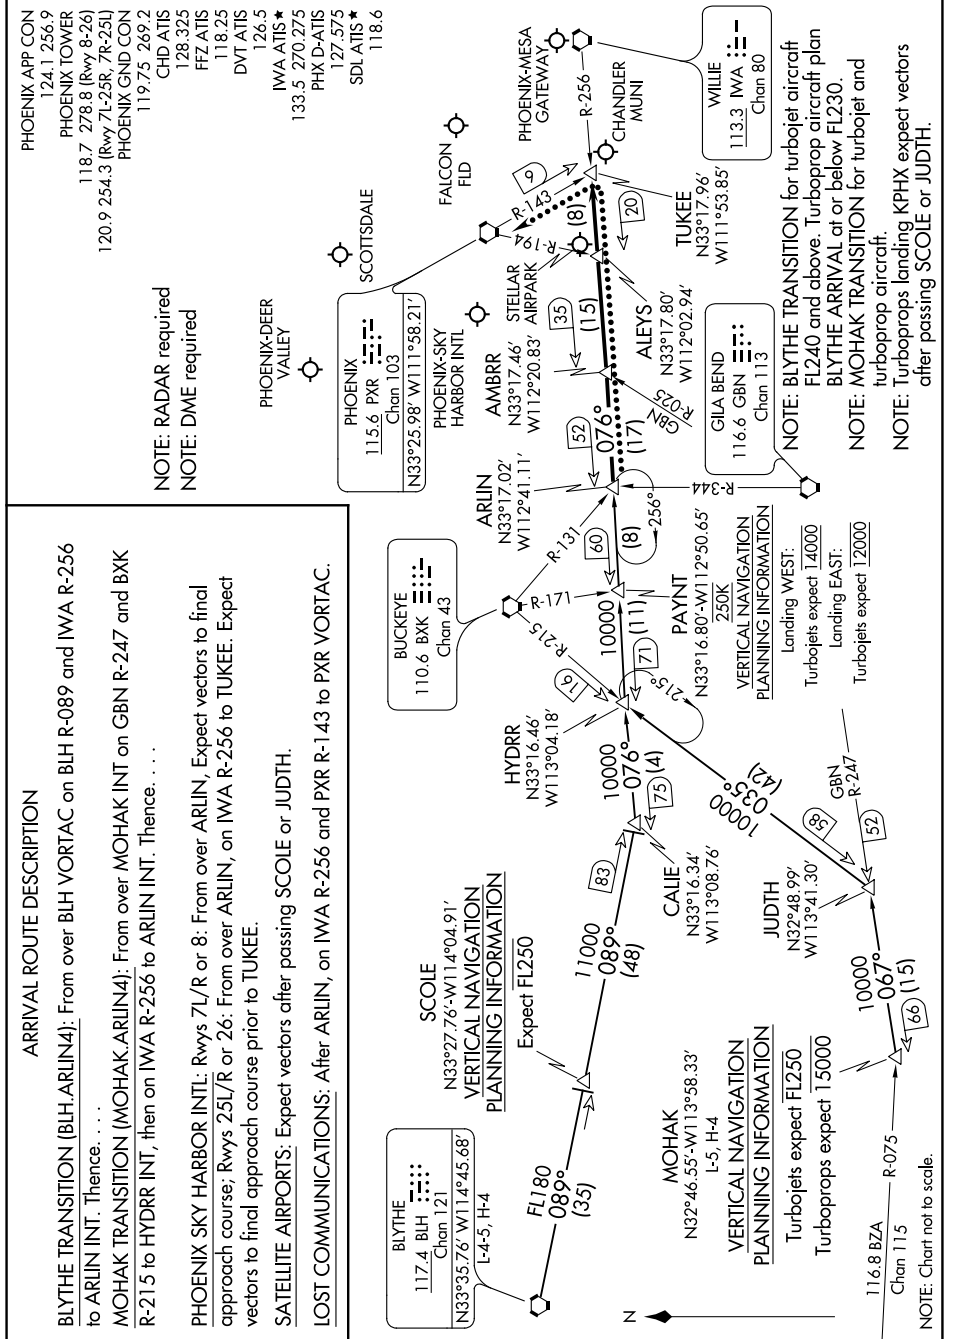 ARRIVAL ROUTE DESCRIPTION
BLYTHE TRANSITION (BLH.ARLIN4): From over BLH VORTAC on BLH R-089 and IWA R-256
to ARLIN INT. Thence. . . .
MOHAK TRANSITION (MOHAK.ARLIN4): From over MOHAK INT on GBN R-247 and BXK
R-215 to HYDRR INT, then on IWA R-256 to ARLIN INT. Thence. . . .
PHOENIX SKY HARBOR INTL: Rwys 7L/R or 8: From over ARLIN, Expect vectors to final
approach course; Rwys 25L/R or 26: From over ARLIN, on IWA R-256 to TUKEE. Expect
vectors to final approach course prior to TUKEE.
SATELLITE AIRPORTS: Expect vectors after passing SCOLE or JUDTH.
LOST COMMUNICATIONS: After ARLIN, on IWA R-256 and PXR R-143 to PXR VORTAC.
PHOENIX APP CON
124.1 256.9
PHOENIX TOWER
118.7 278.8 (Rwy 8-26)
120.9 254.3 (Rwy 7L-25R, 7R-25L)
PHOENIX GND CON
119.75 269.2
CHD ATIS
128.325
FFZ ATIS
118.25
DVT ATIS
126.5
IWA ATIS★
133.5 270.275
PHX D-ATIS
127.575
SDL ATIS★
118.6
NOTE: RADAR required
NOTE: DME required
PHOENIX-DEER
VALLEY
SCOTTSDALE
FALCON
FLD
PHOENIX-MESA
GATEWAY
CHANDLER
MUNI
PHOENIX
115.6 PXR
Chan 103
N33°25.98' W111°58.21'
PHOENIX-SKY
HARBOR INTL
STELLAR
AIRPARK
R-194
R-143
9
R-256
WILLIE
113.3 IWA
Chan 80
TUKEE
N33°17.96'
W111°53.85'
20
(8)
ALEYS
N33°17.80'
W112°02.94'
35
(15)
AMBRR
N33°17.46'
W112°20.83'
GBN
R-025
52
076°
(17)
ARLIN
N33°17.02'
W112°41.11'
256°
R-344
GILA BEND
116.6 GBN
Chan 113
BUCKEYE
110.6 BXK
Chan 43
R-131
R-171
R-215
60
(8)
PAYNT
N33°16.80'-W112°50.65'
250K
VERTICAL NAVIGATION
PLANNING INFORMATION
Landing WEST:
Turbojets expect 14000
Landing EAST:
Turbojets expect 12000
10000
(11)
71
16
215°
HYDRR
N33°16.46'
W113°04.18'
10000
076°
(4)
75
CALIE
N33°16.34'
W113°08.76'
83
11000
089°
(48)
SCOLE
N33°27.76'-W114°04.91'
VERTICAL NAVIGATION
PLANNING INFORMATION
Expect FL250
FL180
089°
(35)
BLYTHE
117.4 BLH
Chan 121
N33°35.76' W114°45.68'
L-4-5, H-4
10000
035°
(42)
58
GBN
R-247
52
JUDTH
N32°48.99'
W113°41.30'
10000
067°
(15)
66
MOHAK
N32°46.55'-W113°58.33'
L-5, H-4
VERTICAL NAVIGATION
PLANNING INFORMATION
Turbojets expect FL250
Turboprops expect 15000
R-075
116.8 BZA
Chan 115
N
NOTE: Chart not to scale.
NOTE: BLYTHE TRANSITION for turbojet aircraft
FL240 and above. Turboprop aircraft plan
BLYTHE ARRIVAL at or below FL230.
NOTE: MOHAK TRANSITION for turbojet and
turboprop aircraft.
NOTE: Turboprops landing KPHX expect vectors
after passing SCOLE or JUDTH.